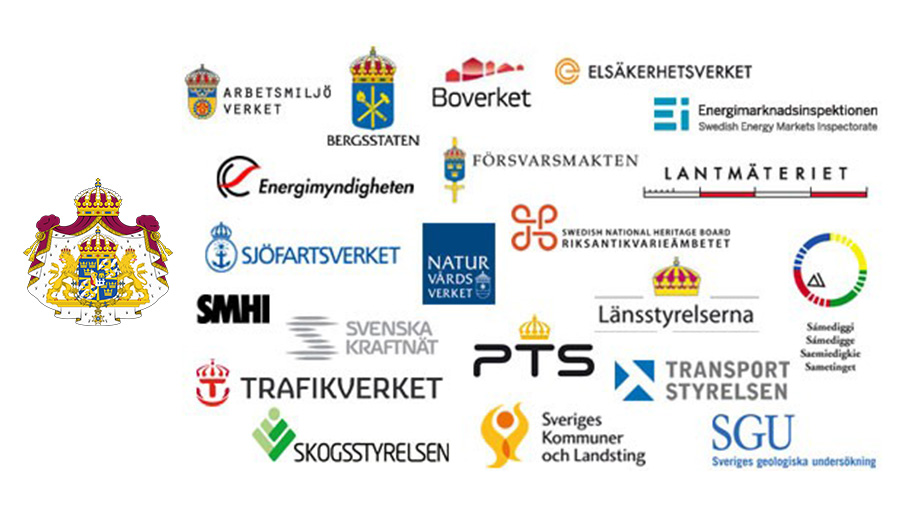 ARBETSMILJÖ
VERKET
BERGSSTATEN
Boverket
ELSÄKERHETSVERKET
Ei Energimarknadsinspektionen
Swedish Energy Markets Inspectorate
Energimyndigheten
FÖRSVARSMAKTEN
LANTMÄTERIET
SJÖFARTSVERKET
NATUR
VÅRDS
VERKET
SWEDISH NATIONAL HERITAGE BOARD
RIKSANTIKVARIEÄMBETET
SMHI
SVENSKA
KRAFTNÄT
Länsstyrelserna
Sámediggi
Sámedigge
Saemiedigkie
Sametinget
PTS
TRAFIKVERKET
TRANSPORT
STYRELSEN
SKOGSSTYRELSEN
Sveriges
Kommuner
och Landsting
SGU
Sveriges geologiska undersökning